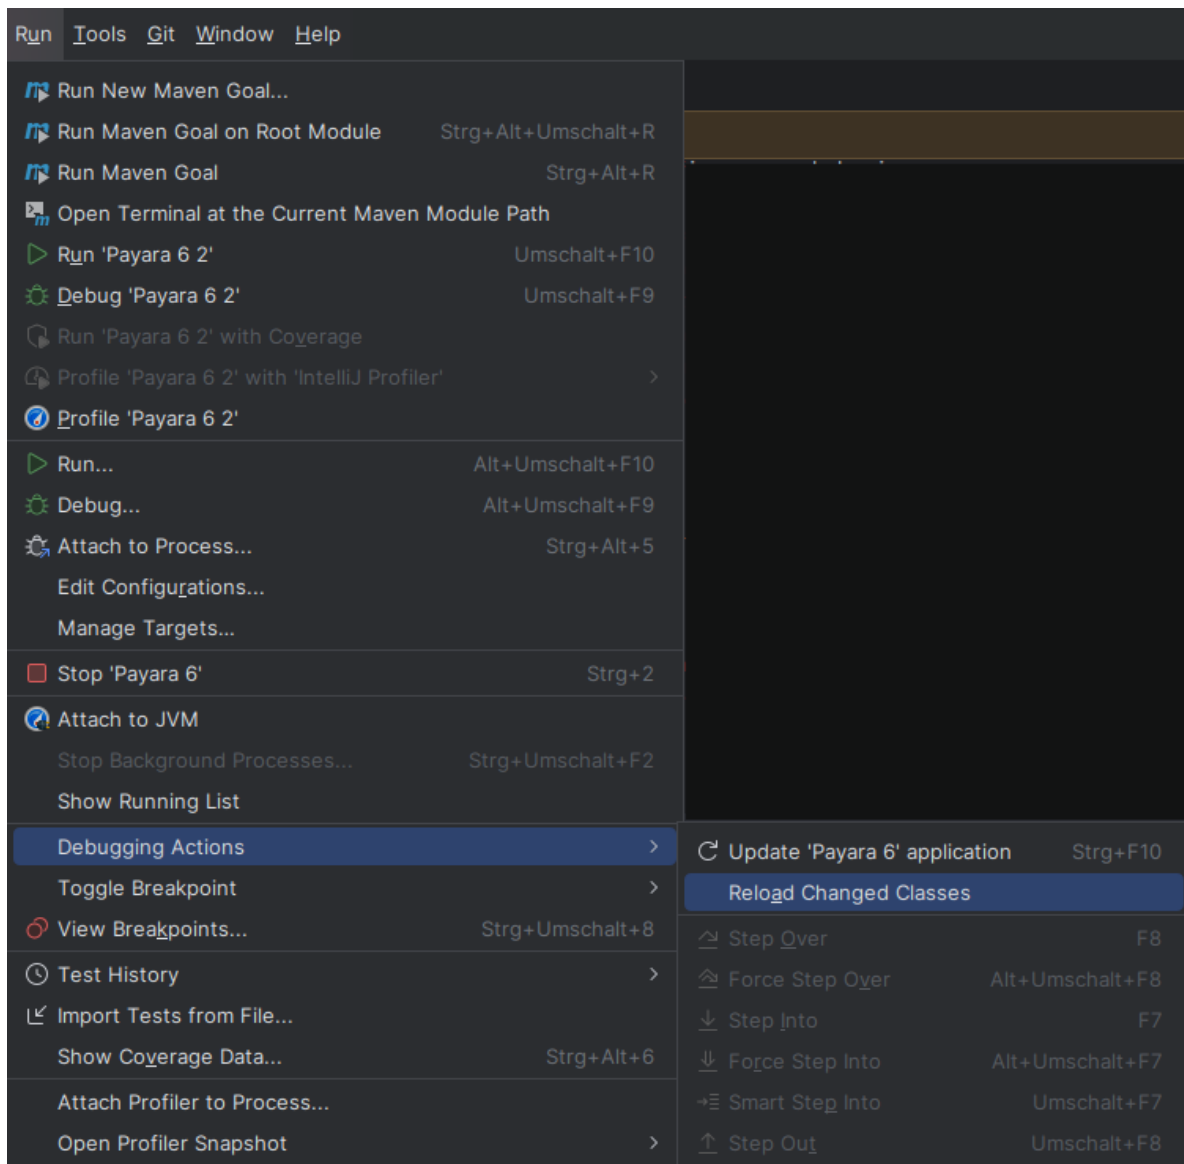 Run Tools Git Window Help
Run New Maven Goal...
Run Maven Goal on Root Module Strg+Alt+Umschalt+R
Run Maven Goal Strg+Alt+R
Open Terminal at the Current Maven Module Path
Run 'Payara 6 2' Umschalt+F10
Debug 'Payara 6 2' Umschalt+F9
Run 'Payara 6 2' with Coverage
Profile 'Payara 6 2' with 'IntelliJ Profiler'
Profile 'Payara 6 2'
Run... Alt+Umschalt+F10
Debug... Alt+Umschalt+F9
Attach to Process... Strg+Alt+5
Edit Configurations...
Manage Targets...
Stop 'Payara 6' Strg+2
Attach to JVM
Stop Background Processes... Strg+Umschalt+F2
Show Running List
Debugging Actions
Toggle Breakpoint
View Breakpoints... Strg+Umschalt+8
Test History
Import Tests from File...
Show Coverage Data... Strg+Alt+6
Attach Profiler to Process...
Open Profiler Snapshot
Update 'Payara 6' application Strg+F10
Reload Changed Classes
Step Over F8
Force Step Over Alt+Umschalt+F8
Step Into F7
Force Step Into Alt+Umschalt+F7
Smart Step Into Umschalt+F7
Step Out Umschalt+F8